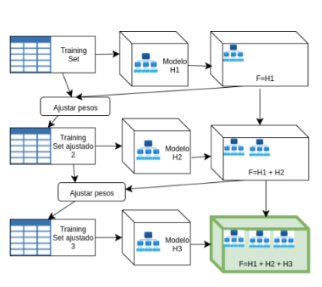 Training
Set
Modelo
H1
F=H1
Ajustar pesos
Training
Set ajustado
2
Modelo
H2
F=H1 + H2
Ajustar pesos
Training
Set ajustado
3
Modelo
H3
F=H1 + H2 + H3